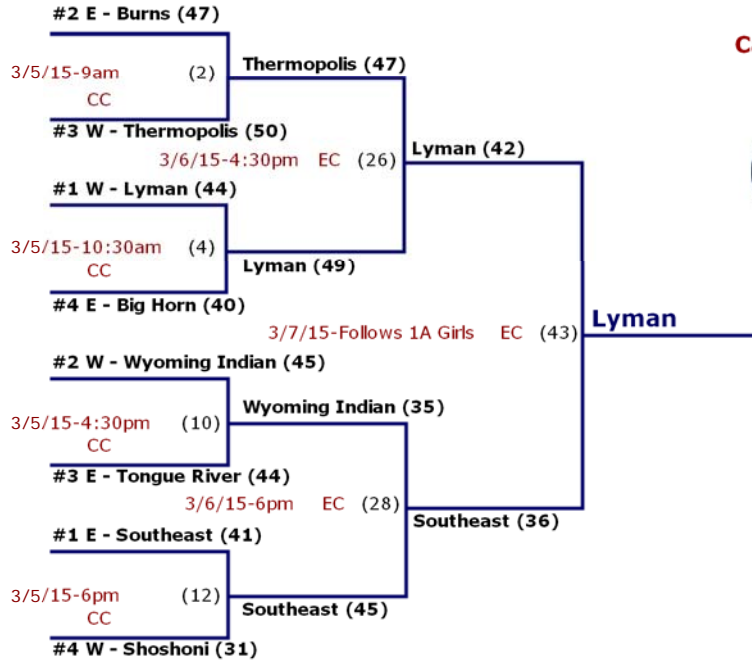 #2 E - Burns (47)
Ca
Thermopolis (47)
3/5/15-9am (2)
CC
#3 W - Thermopolis (50)
Lyman (42)
3/6/15-4:30pm EC (26)
#1 W - Lyman (44)
3/5/15-10:30am (4)
CC
Lyman (49)
#4 E - Big Horn (40)
Lyman
3/7/15-Follows 1A Girls EC (43)
#2 W - Wyoming Indian (45)
Wyoming Indian (35)
3/5/15-4:30pm (10)
CC
#3 E - Tongue River (44)
3/6/15-6pm EC (28)
Southeast (36)
#1 E - Southeast (41)
3/5/15-6pm (12)
CC
Southeast (45)
#4 W - Shoshoni (31)